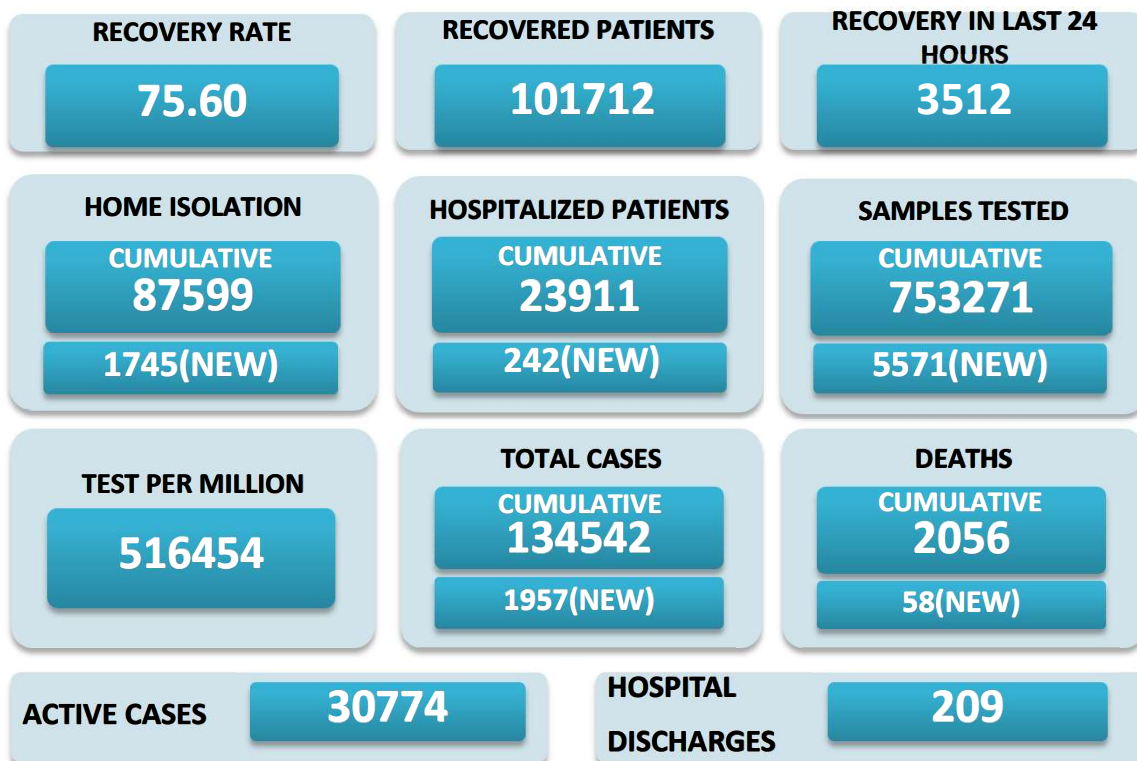 RECOVERY RATE
75.60
RECOVERED PATIENTS
101712
RECOVERY IN LAST 24
HOURS
3512
HOME ISOLATION
CUMULATIVE
87599
1745(NEW)
HOSPITALIZED PATIENTS
CUMULATIVE
23911
242(NEW)
SAMPLES TESTED
CUMULATIVE
753271
5571(NEW)
TEST PER MILLION
516454
TOTAL CASES
CUMULATIVE
134542
1957(NEW)
DEATHS
CUMULATIVE
2056
58(NEW)
ACTIVE CASES
30774
HOSPITAL
DISCHARGES
209